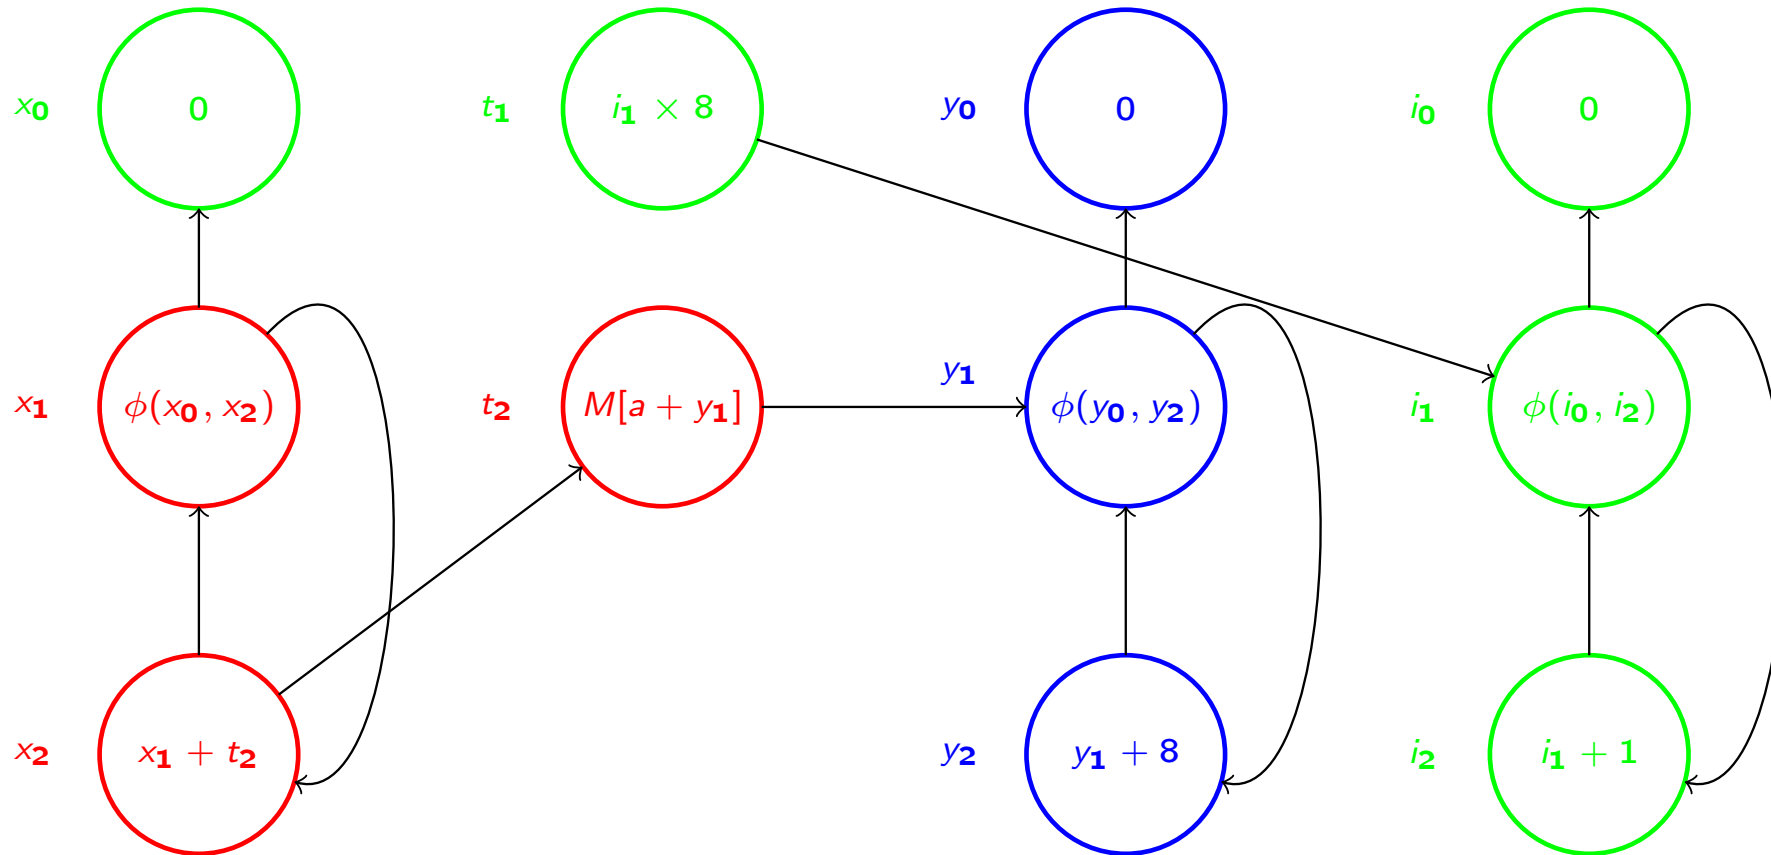 x₀ 0 t₁ i₁ × 8 y₀ 0 i₀ 0
x₁ ϕ(x₀, x₂) t₂ M[a + y₁] y₁ ϕ(y₀, y₂) i₁ ϕ(i₀, i₂)
x₂ x₁ + t₂ y₂ y₁ + 8 i₂ i₁ + 1